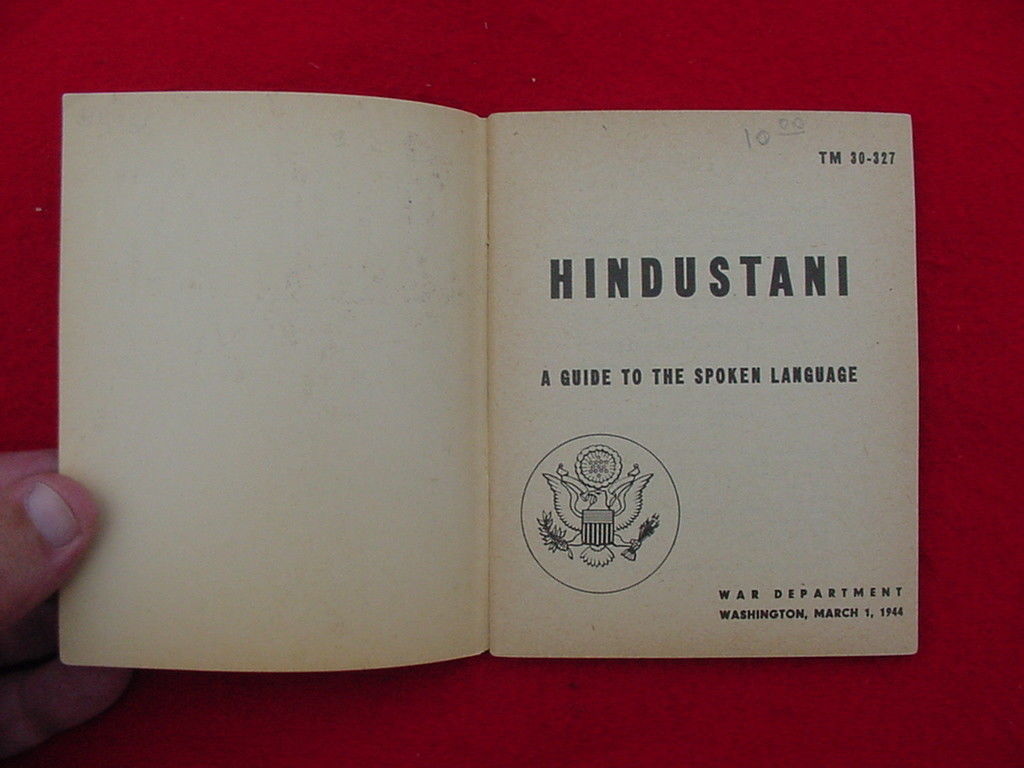 10 00
TM 30-327
HINDUSTANI
A GUIDE TO THE SPOKEN LANGUAGE
WAR DEPARTMENT
WASHINGTON, MARCH 1, 1944